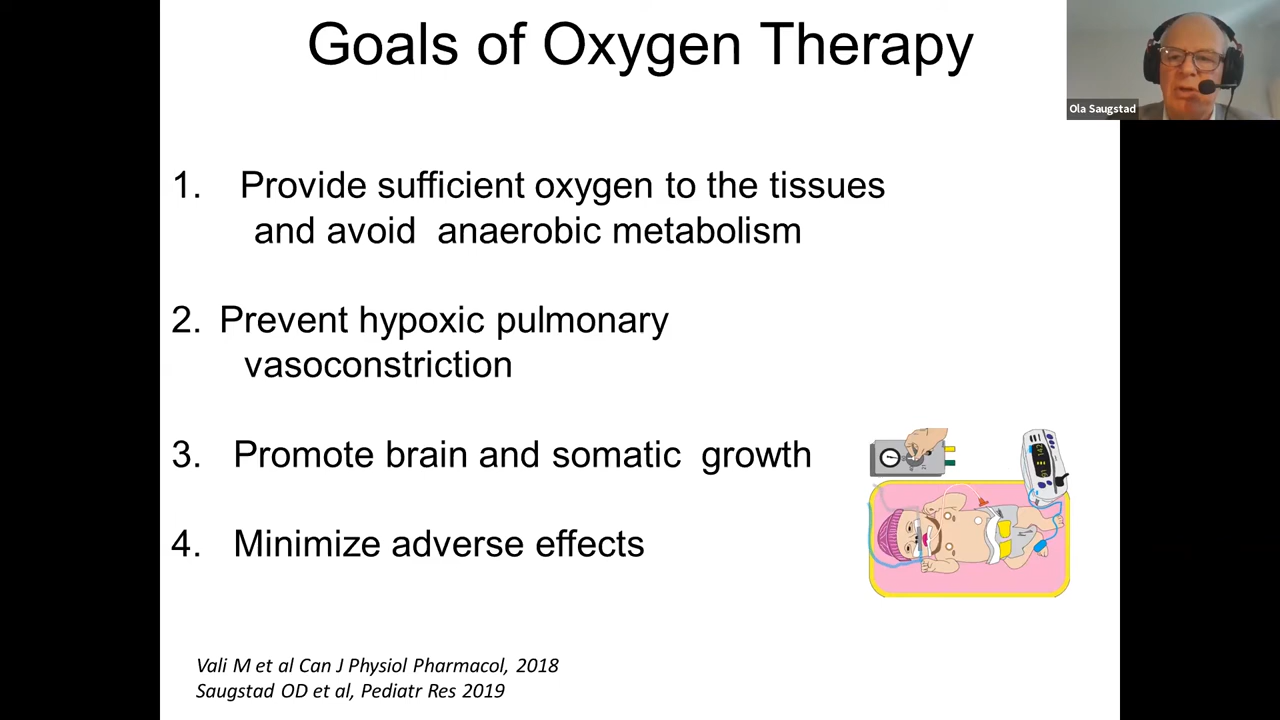 Goals of Oxygen Therapy
Ola Saugstad
1. Provide sufficient oxygen to the tissues
and avoid anaerobic metabolism
2. Prevent hypoxic pulmonary
vasoconstriction
3. Promote brain and somatic growth
4. Minimize adverse effects
Vali M et al Can J Physiol Pharmacol, 2018
Saugstad OD et al, Pediatr Res 2019